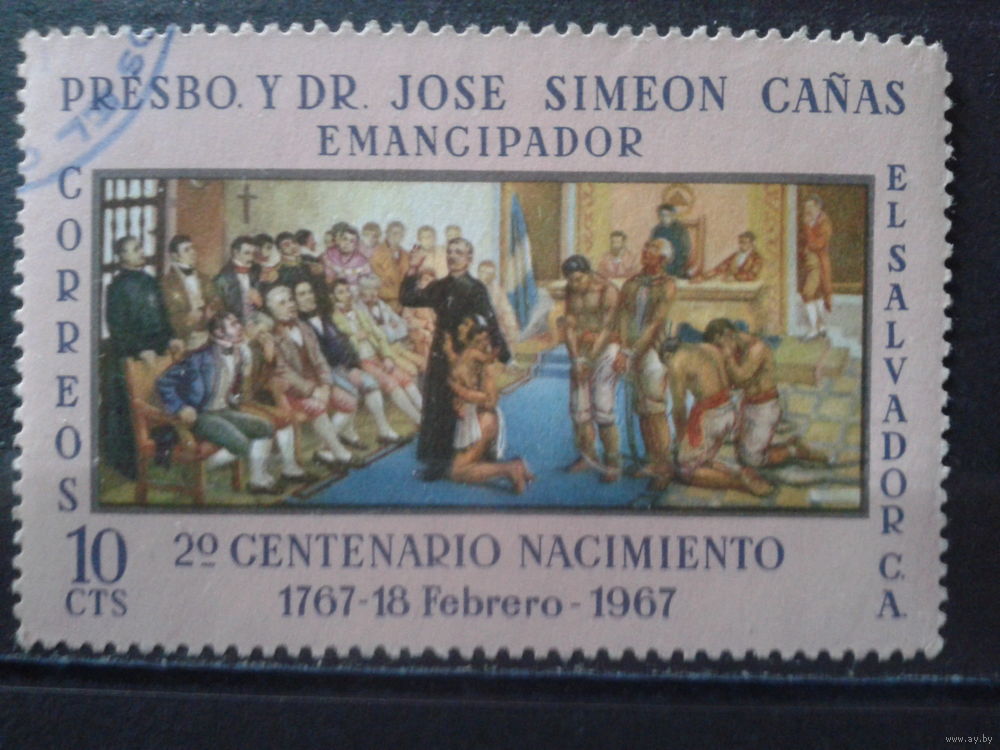 PRESBO. Y DR. JOSE SIMEON CAÑAS
EMANCIPADOR
CORREOS
EL SALVADOR C.A.
10
CTS
2º CENTENARIO NACIMIENTO
1767-18 Febrero-1967
www.ay.by